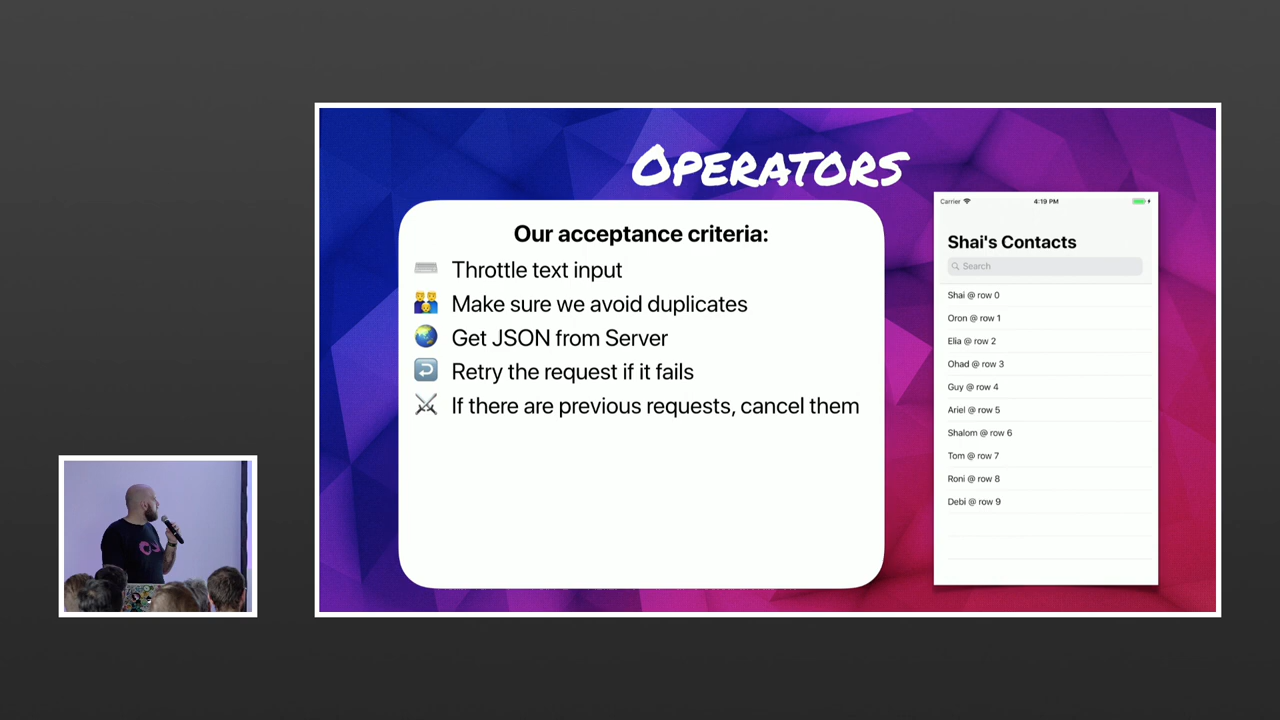 OPERATORS
Our acceptance criteria:
Throttle text input
Make sure we avoid duplicates
Get JSON from Server
Retry the request if it fails
If there are previous requests, cancel them
Carrier
4:19 PM
Shai's Contacts
Search
Shai @ row 0
Oron @ row 1
Elia @ row 2
Ohad @ row 3
Guy @ row 4
Ariel @ row 5
Shalom @ row 6
Tom @ row 7
Roni @ row 8
Debi @ row 9